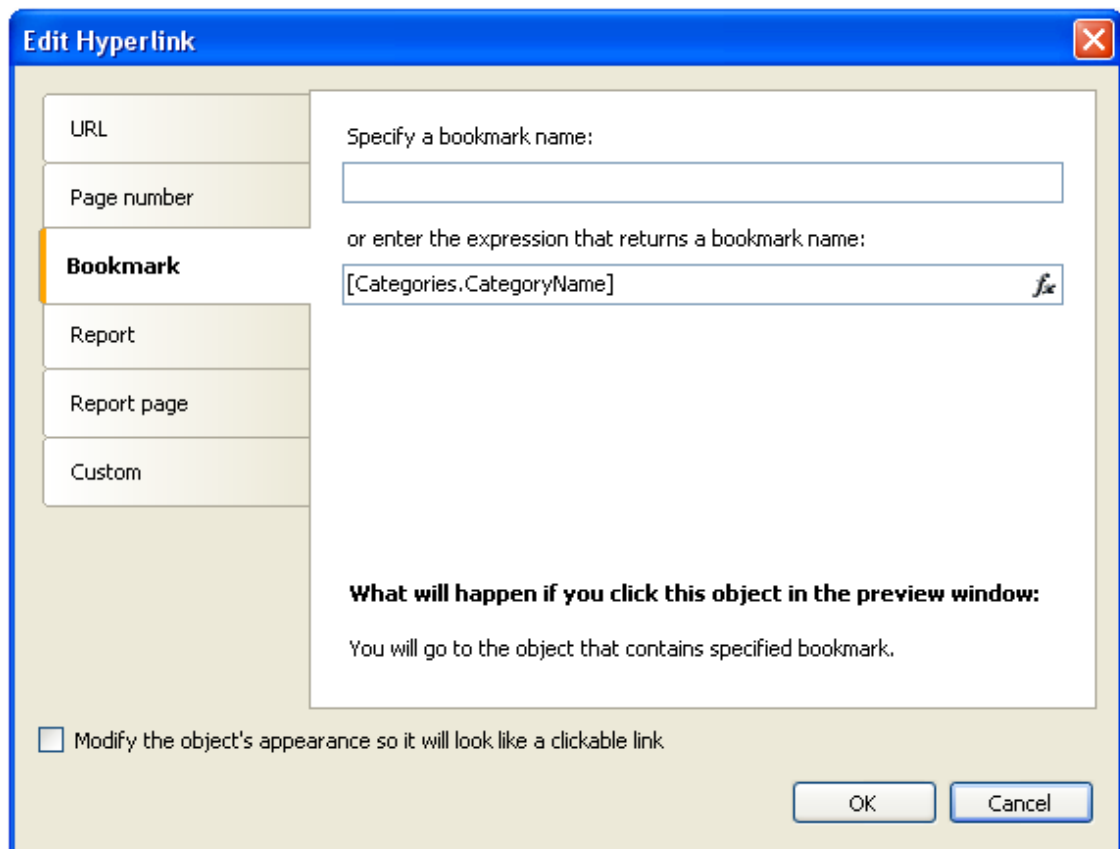 Edit Hyperlink
URL
Page number
Bookmark
Report
Report page
Custom
Specify a bookmark name:
or enter the expression that returns a bookmark name:
[Categories.CategoryName]
fx
What will happen if you click this object in the preview window:
You will go to the object that contains specified bookmark.
Modify the object's appearance so it will look like a clickable link
OK
Cancel